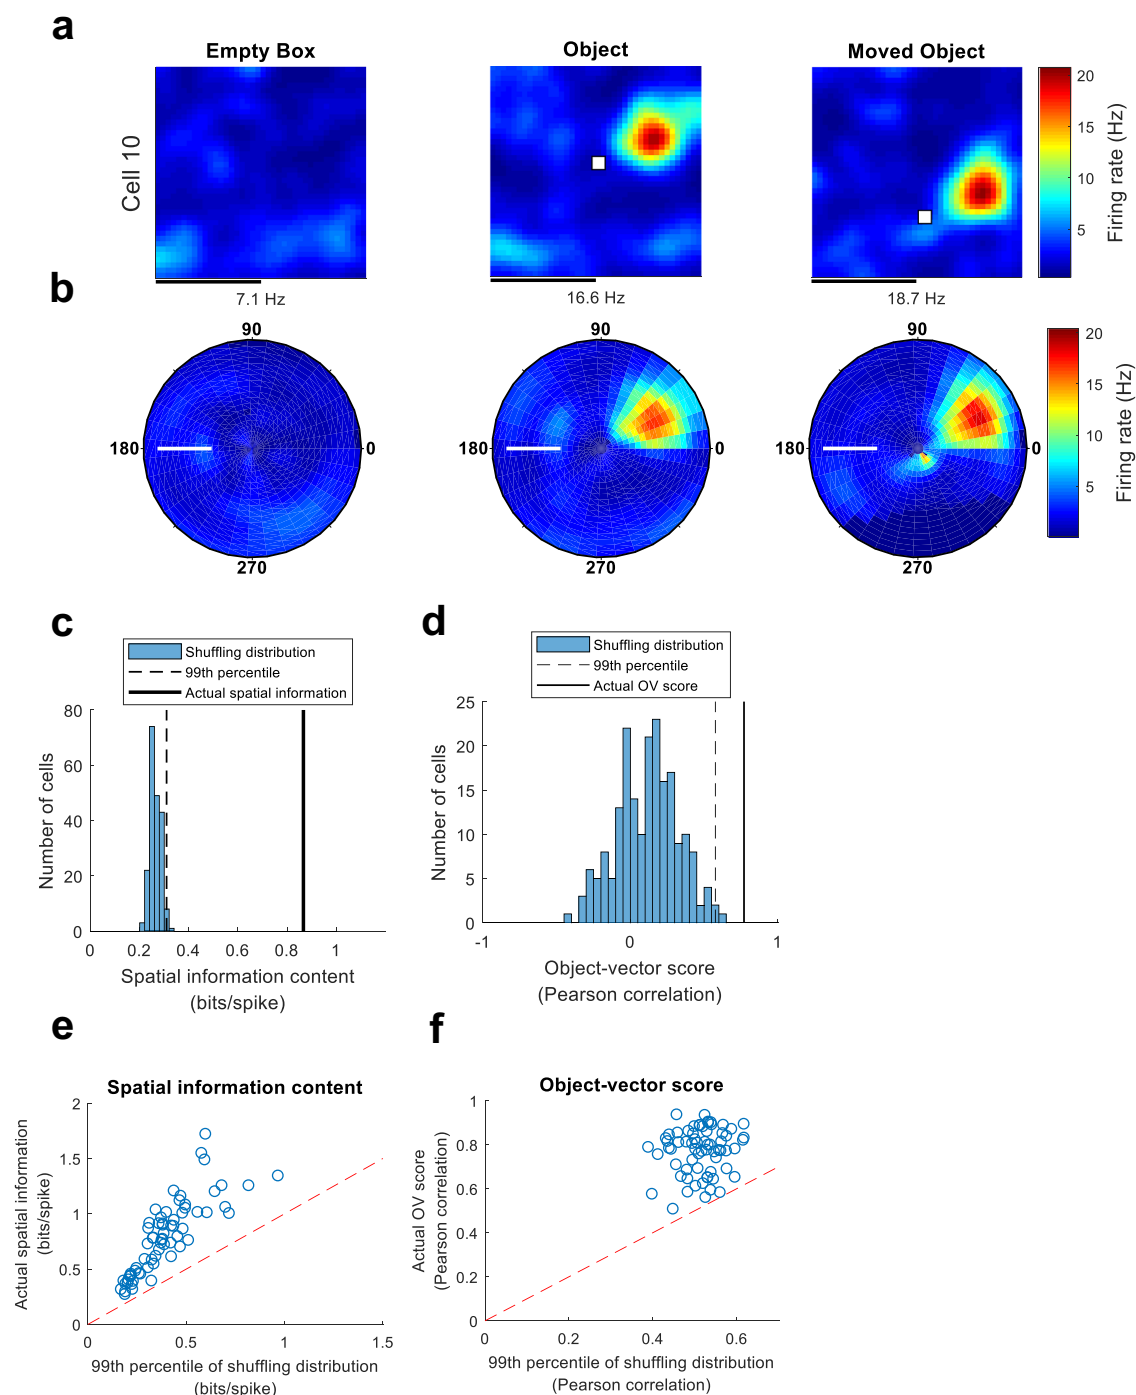 a
Empty Box
Object
Moved Object
Cell 10
20
15
10
5
Firing rate (Hz)
7.1 Hz
16.6 Hz
18.7 Hz
b
90
90
90
180
0
180
0
180
0
270
270
270
20
15
10
5
Firing rate (Hz)
c
Shuffling distribution
99th percentile
Actual spatial information
80
60
40
20
0
Number of cells
0 0.2 0.4 0.6 0.8 1
Spatial information content
(bits/spike)
d
Shuffling distribution
99th percentile
Actual OV score
25
20
15
10
5
0
Number of cells
-1 0 1
Object-vector score
(Pearson correlation)
e
Spatial information content
2
1.5
1
0.5
0
Actual spatial information
(bits/spike)
0 0.5 1 1.5
99th percentile of shuffling distribution
(bits/spike)
f
Object-vector score
1
0.8
0.6
0.4
0.2
0
Actual OV score
(Pearson correlation)
0 0.2 0.4 0.6
99th percentile of shuffling distribution
(Pearson correlation)